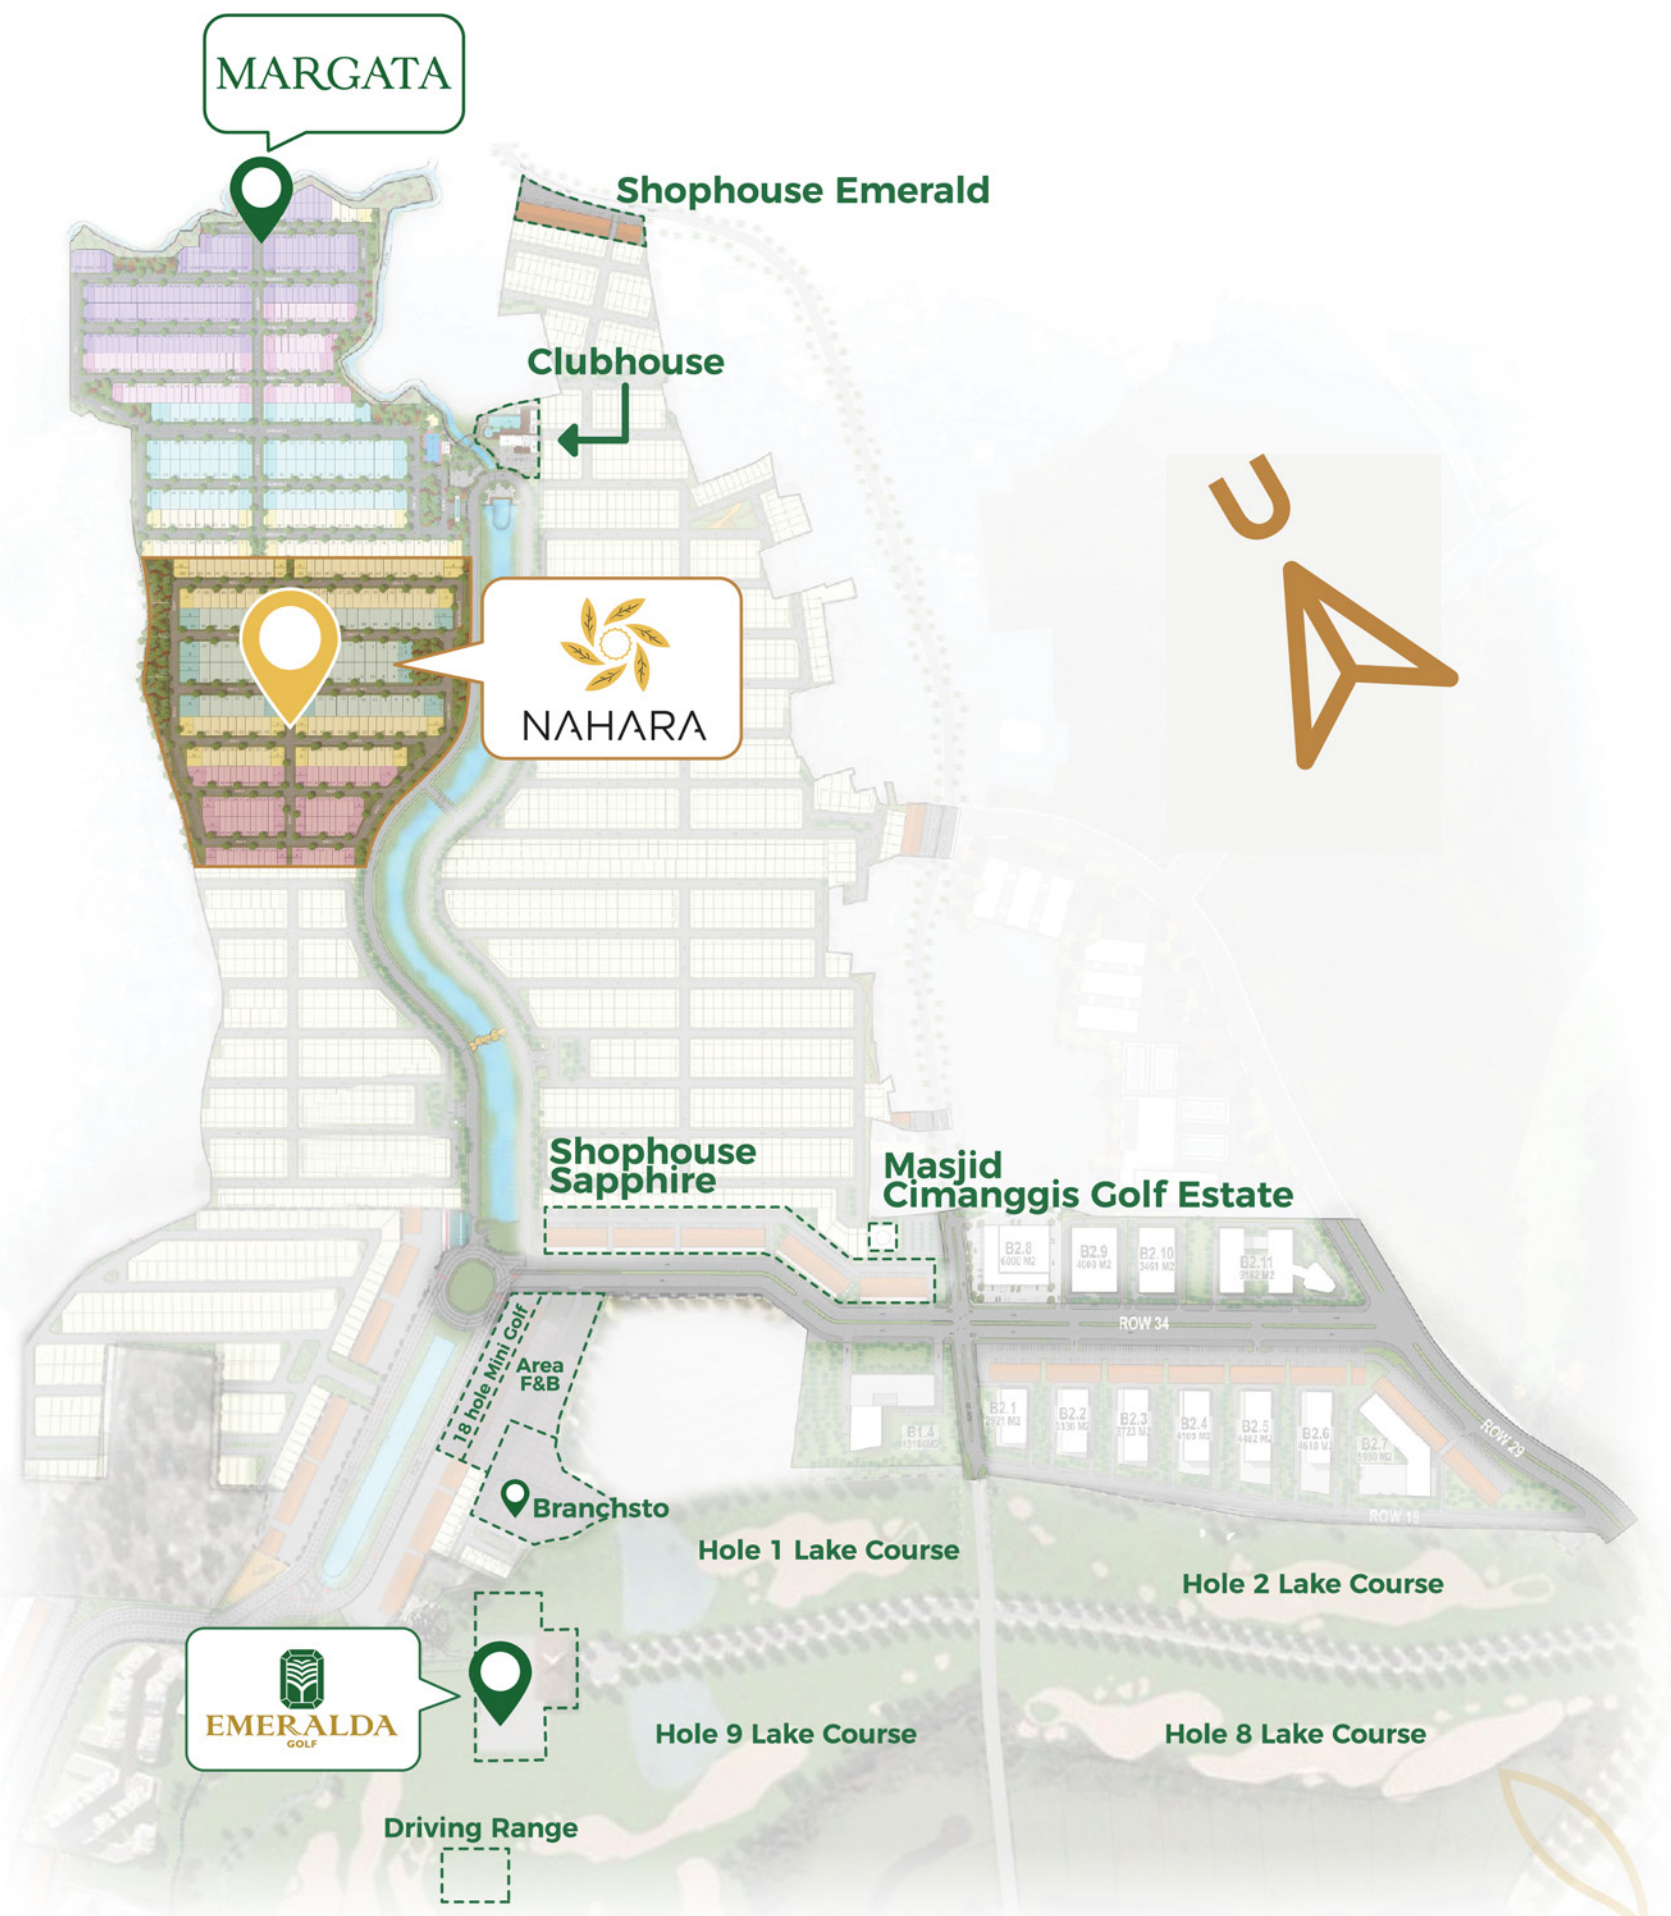 MARGATA
Shophouse Emerald
Clubhouse
U
NAHARA
Shophouse
Sapphire
Masjid
Cimanggis Golf Estate
B2.8
6000 M2
B2.9
B2.10
B2.11
ROW 34
18 hole Mini Golf
Area
F&B
B2.1
B2.2
B2.3
B2.4
B2.5
B2.6
B2.7
B1.4
ROW 29
ROW 15
Branchsto
Hole 1 Lake Course
Hole 2 Lake Course
EMERALDA
GOLF
Hole 9 Lake Course
Hole 8 Lake Course
Driving Range